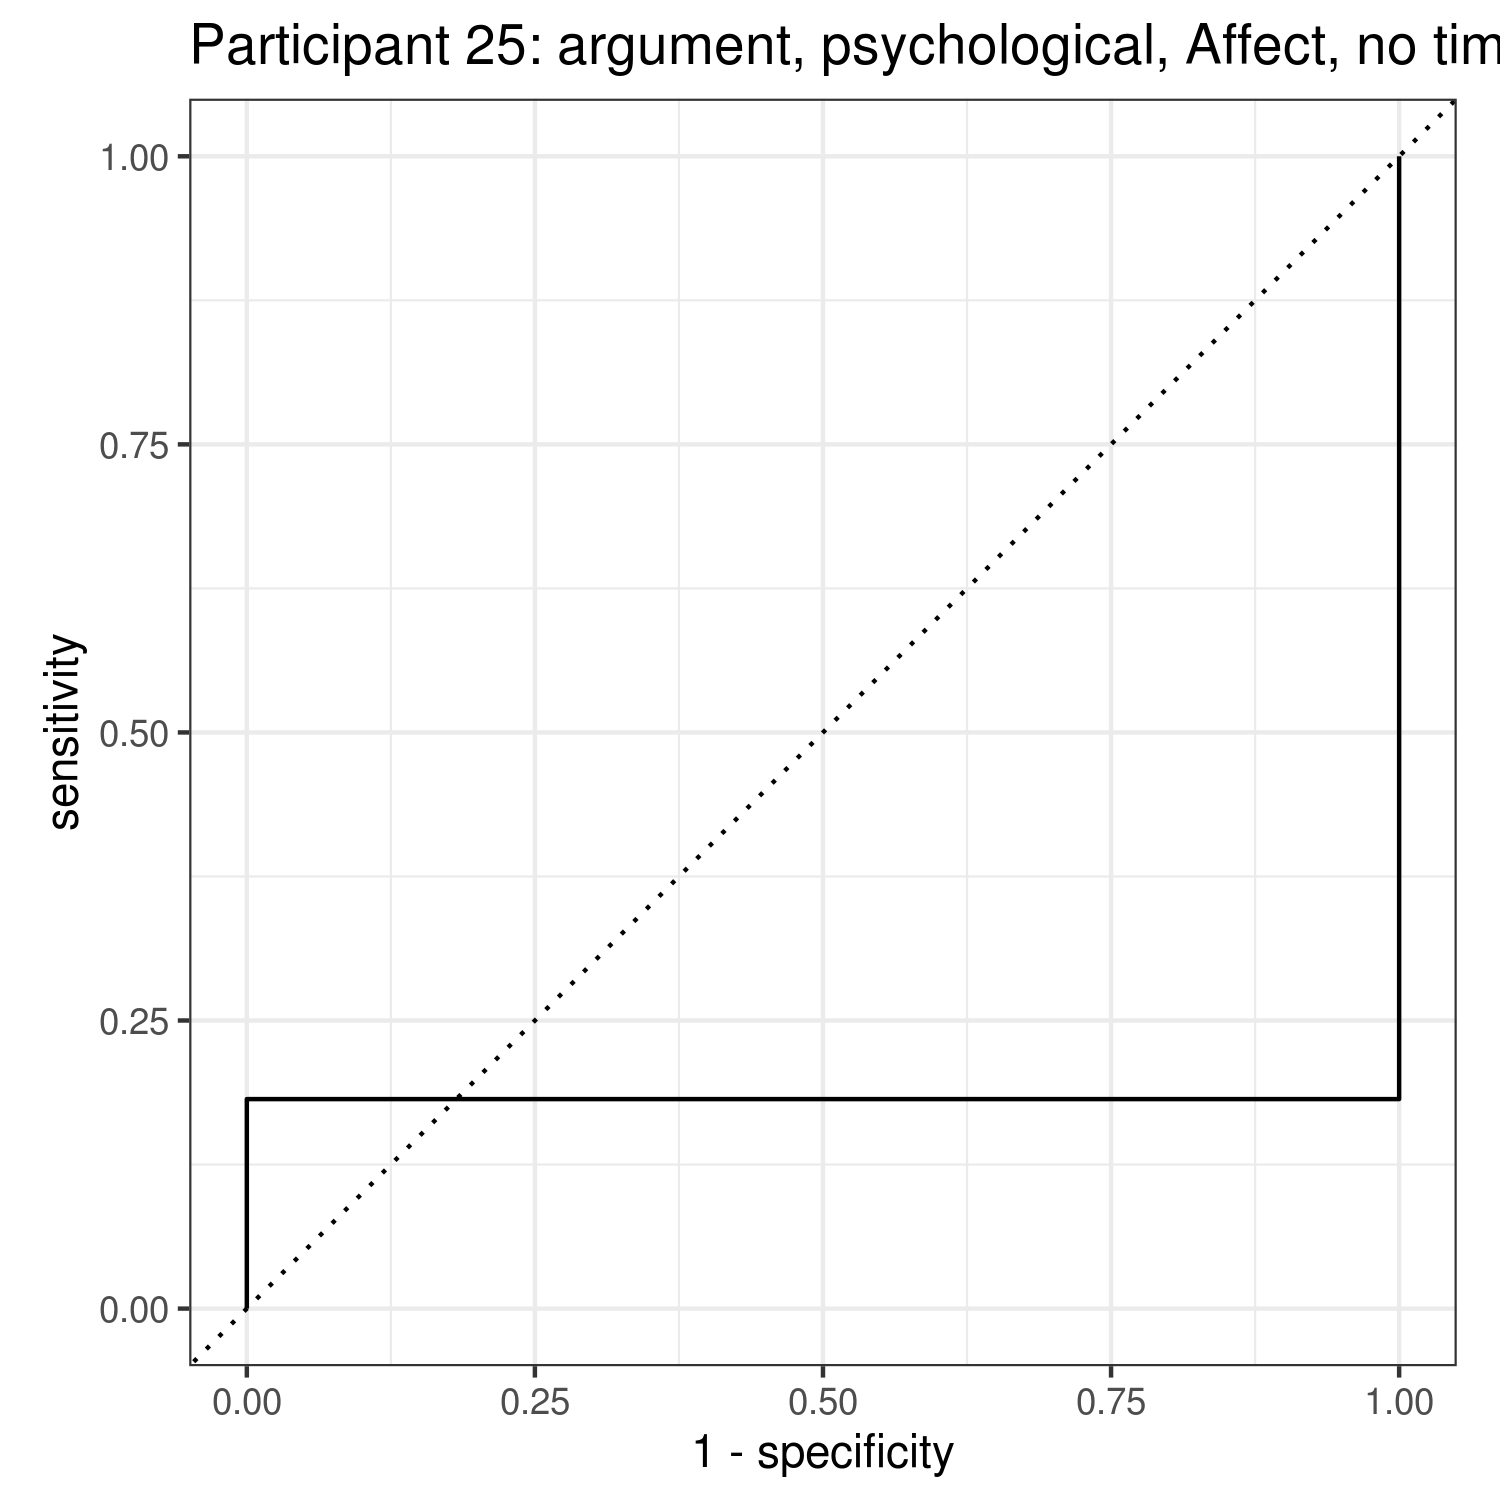 Participant 25: argument, psychological, Affect, no tim
1.00
0.75
0.50
0.25
0.00
sensitivity
0.00 0.25 0.50 0.75 1.00
1 - specificity